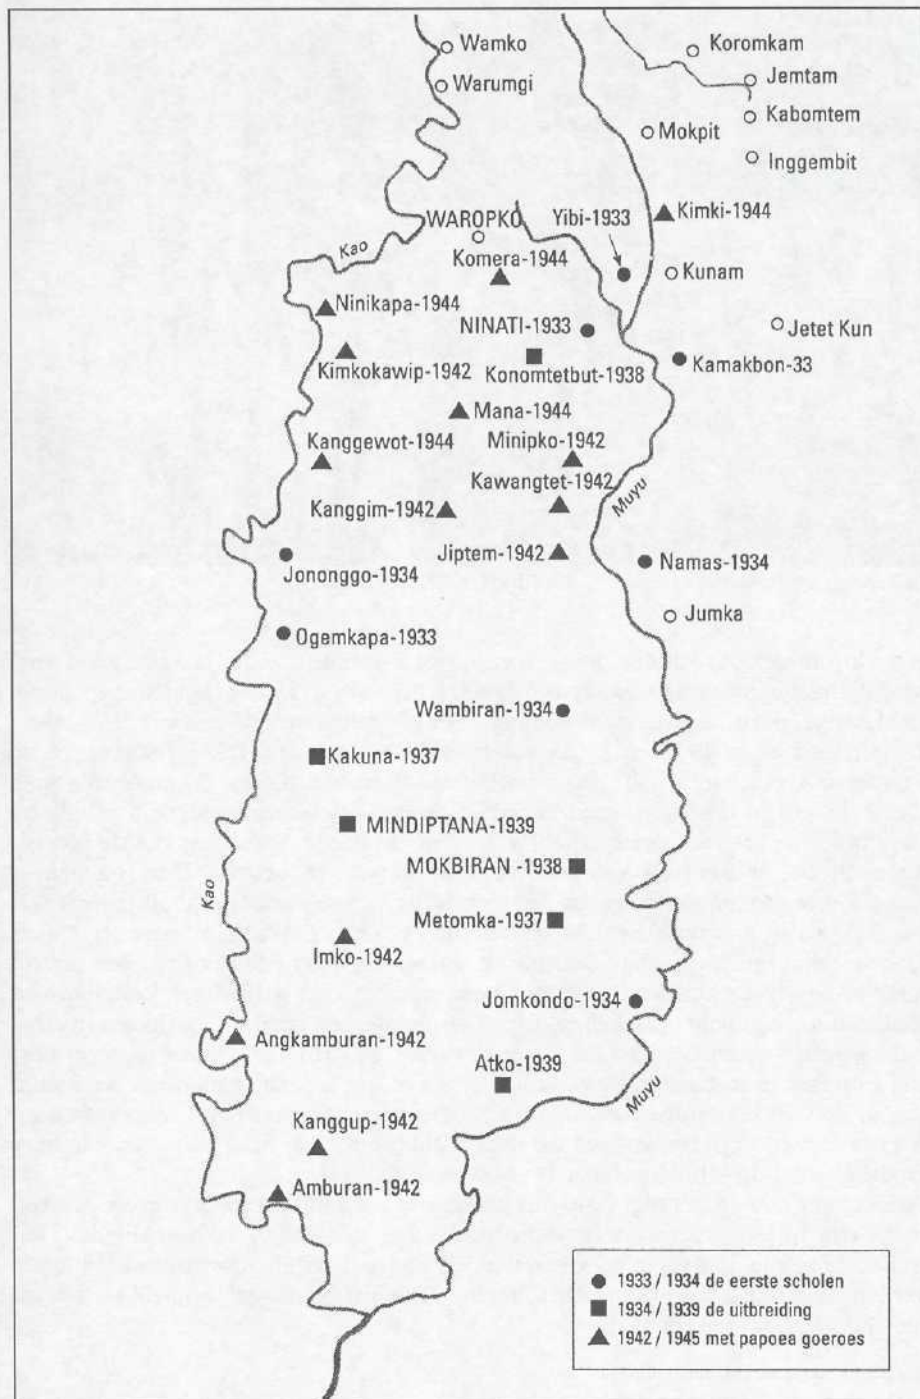 Wamko
Koromkam
Warumgi
Jemtam
Kabomtem
Mokpit
Inggembit
WAROPKO
Yibi-1933
Kimki-1944
Kao
Komera-1944
Kunam
Ninikapa-1944
NINATI-1933
Jetet Kun
Kimkokawip-1942
Konomtetbut-1938
Kamakbon-33
Mana-1944
Kanggewot-1944
Minipko-1942
Kawangtet-1942
Muyu
Kanggim-1942
Jiptem-1942
Namas-1934
Jononggo-1934
Jumka
Ogemkapa-1933
Wambiran-1934
Kakuna-1937
MINDIPTANA-1939
MOKBIRAN -1938
Kao
Metomka-1937
Imko-1942
Jomkondo-1934
Angkamburan-1942
Atko-1939
Muyu
Kanggup-1942
Amburan-1942
1933 / 1934 de eerste scholen
1934 / 1939 de uitbreiding
1942 / 1945 met papoea goeroes